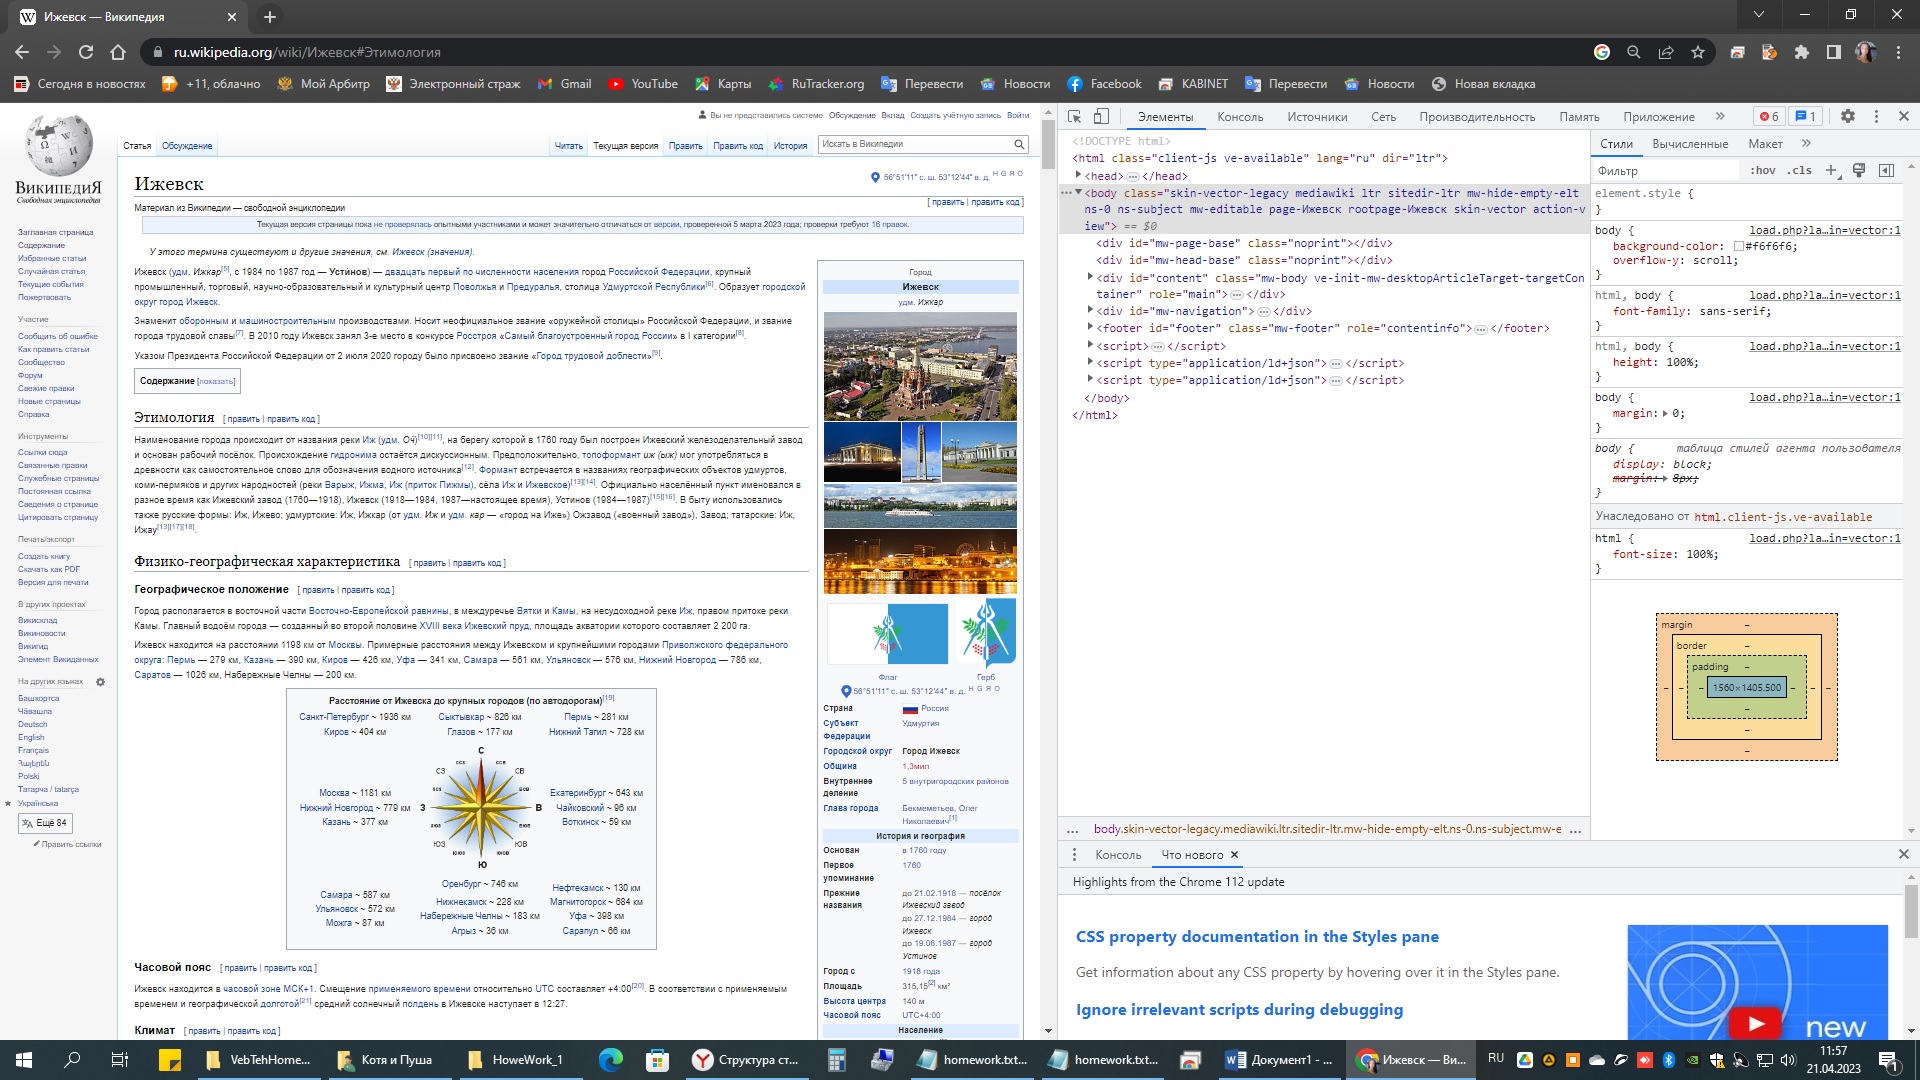 Ижевск — Википедия
ru.wikipedia.org/wiki/Ижевск#Этимология
Сегодня в новостях
+11, облачно
Мой Арбитр
Электронный страж
Gmail
YouTube
Карты
RuTracker.org
Перевести
Новости
Facebook
KABINET
Перевести
Новости
Новая вкладка
ВИКИПЕДИЯ
Свободная энциклопедия
Заглавная страница
Содержание
Избранные статьи
Случайная статья
Текущие события
Пожертвовать
Участие
Сообщить об ошибке
Как править статьи
Сообщество
Форум
Свежие правки
Новые страницы
Справка
Инструменты
Ссылки сюда
Связанные правки
Служебные страницы
Постоянная ссылка
Сведения о странице
Цитировать страницу
Печать/экспорт
Создать книгу
Скачать как PDF
Версия для печати
В других проектах
Викисклад
Викиновости
Викигид
Элемент Викиданных
На других языках
Башҡортса
Чӑвашла
Deutsch
English
Français
Հայերեն
Polski
Татарча / tatarça
Українська
Ещё 84
Править ссылки
Вы не представились системе Обсуждение Вклад Создать учётную запись Войти
Статья Обсуждение
Читать Текущая версия Править Править код История
Искать в Википедии
Ижевск
56°51′11″ с. ш. 53°12′44″ в. д. H G Я O
Материал из Википедии — свободной энциклопедии
[ править | править код ]
Текущая версия страницы пока не проверялась опытными участниками и может значительно отличаться от версии, проверенной 5 марта 2023 года; проверки требуют 16 правок.
У этого термина существуют и другие значения, см. Ижевск (значения).
Ижевск (удм. Ижкар[5], с 1984 по 1987 год — Усти́нов) — двадцать первый по численности населения город Российской Федерации, крупный
промышленный, торговый, научно-образовательный и культурный центр Поволжья и Предуралья, столица Удмуртской Республики[6]. Образует городской
округ город Ижевск.
Знаменит оборонным и машиностроительным производствами. Носит неофициальное звание «оружейной столицы» Российской Федерации, и звание
города трудовой славы[7]. В 2010 году Ижевск занял 3-е место в конкурсе Росстроя «Самый благоустроенный город России» в I категории[8].
Указом Президента Российской Федерации от 2 июля 2020 городу было присвоено звание «Город трудовой доблести»[9].
Содержание [показать]
Этимология [ править | править код ]
Наименование города происходит от названия реки Иж (удм. Оӵ)[10][11], на берегу которой в 1760 году был построен Ижевский железоделательный завод
и основан рабочий посёлок. Происхождение гидронима остаётся дискуссионным. Предположительно, топоформант иж (ыж) мог употребляться в
древности как самостоятельное слово для обозначения водного источника[12]. Формант встречается в названиях географических объектов удмуртов,
коми-пермяков и других народностей (реки Варыж, Ижма, Иж (приток Пижмы), сёла Иж и Ижевское)[13][14]. Официально населённый пункт именовался в
разное время как Ижевский завод (1760—1918), Ижевск (1918—1984, 1987—настоящее время), Устинов (1984—1987)[15][16]. В быту использовались
также русские формы: Иж, Ижево; удмуртские: Иж, Ижкар (от удм. Иж и удм. кар — «город на Иже») Ожзавод («военный завод»), Завод; татарские: Иж,
Ижау[13][17][18].
Физико-географическая характеристика [ править | править код ]
Географическое положение [ править | править код ]
Город располагается в восточной части Восточно-Европейской равнины, в междуречье Вятки и Камы, на несудоходной реке Иж, правом притоке реки
Камы. Главный водоём города — созданный во второй половине XVIII века Ижевский пруд, площадь акватории которого составляет 2 200 га.
Ижевск находится на расстоянии 1198 км от Москвы. Примерные расстояния между Ижевском и крупнейшими городами Приволжского федерального
округа: Пермь — 279 км, Казань — 390 км, Киров — 426 км, Уфа — 341 км, Самара — 561 км, Ульяновск — 576 км, Нижний Новгород — 786 км,
Саратов — 1026 км, Набережные Челны — 200 км.
Расстояние от Ижевска до крупных городов (по автодорогам)[19]
Санкт-Петербург ~ 1936 км Сыктывкар ~ 826 км Пермь ~ 281 км
Киров ~ 404 км Глазов ~ 177 км Нижний Тагил ~ 728 км
С
ССЗ ССВ
СЗ СВ
Москва ~ 1181 км Екатеринбург ~ 643 км
Нижний Новгород ~ 779 км З В Чайковский ~ 96 км
Казань ~ 377 км Воткинск ~ 59 км
ЮЗ ЮВ
Ю
Самара ~ 587 км Оренбург ~ 746 км Нефтекамск ~ 130 км
Ульяновск ~ 572 км Нижнекамск ~ 228 км Магнитогорск ~ 684 км
Можга ~ 87 км Набережные Челны ~ 183 км Уфа ~ 398 км
Агрыз ~ 36 км Сарапул ~ 66 км
Часовой пояс [ править | править код ]
Ижевск находится в часовой зоне МСК+1. Смещение применяемого времени относительно UTC составляет +4:00[20]. В соответствии с применяемым
временем и географической долготой[21] средний солнечный полдень в Ижевске наступает в 12:27.
Климат [ править | править код ]
Город
Ижевск
удм. Ижкар
Флаг Герб
56°51′11″ с. ш. 53°12′44″ в. д. H G Я O
Страна Россия
Субъект Федерации Удмуртия
Городской округ Город Ижевск
Община 1,3мил
Внутреннее деление 5 внутригородских районов
Глава города Бекмеметьев, Олег Николаевич[1]
История и география
Основан в 1760 году
Первое упоминание 1760
Прежние названия до 21.02.1918 — посёлок Ижевский завод
до 27.12.1984 — город Ижевск
до 19.06.1987 — город Устинов
Город с 1918 года
Площадь 315,15[2] км²
Высота центра 140 м
Часовой пояс UTC+4:00
Население
Элементы Консоль Источники Сеть Производительность Память Приложение » 6 1
<!DOCTYPE html>
<html class="client-js ve-available" lang="ru" dir="ltr">
<head>…</head>
<body class="skin-vector-legacy mediawiki ltr sitedir-ltr mw-hide-empty-elt
ns-0 ns-subject mw-editable page-Ижевск rootpage-Ижевск skin-vector action-v
iew"> == $0
<div id="mw-page-base" class="noprint"></div>
<div id="mw-head-base" class="noprint"></div>
<div id="content" class="mw-body ve-init-mw-desktopArticleTarget-targetCon
tainer" role="main">…</div>
<div id="mw-navigation">…</div>
<footer id="footer" class="mw-footer" role="contentinfo">…</footer>
<script>…</script>
<script type="application/ld+json">…</script>
<script type="application/ld+json">…</script>
</body>
</html>
... body.skin-vector-legacy.mediawiki.ltr.sitedir-ltr.mw-hide-empty-elt.ns-0.ns-subject.mw-e ...
Стили Вычисленные Макет »
Фильтр :hov .cls +
element.style {
}
body { load.php?la…in=vector:1
background-color: #f6f6f6;
overflow-y: scroll;
}
html, body { load.php?la…in=vector:1
font-family: sans-serif;
}
html, body { load.php?la…in=vector:1
height: 100%;
}
body { load.php?la…in=vector:1
margin: 0;
}
body { таблица стилей агента пользователя
display: block;
margin: 8px;
}
Унаследовано от html.client-js.ve-available
html { load.php?la…in=vector:1
font-size: 100%;
}
margin –
border –
padding –
1560×1405.500
Консоль Что нового
Highlights from the Chrome 112 update
CSS property documentation in the Styles pane
Get information about any CSS property by hovering over it in the Styles pane.
Ignore irrelevant scripts during debugging
new
VebTehHome...
Котя и Пуша
HoweWork_1
Структура ст...
homework.txt...
homework.txt...
Документ1 - ...
Ижевск — Ви...
RU
11:57
21.04.2023
1